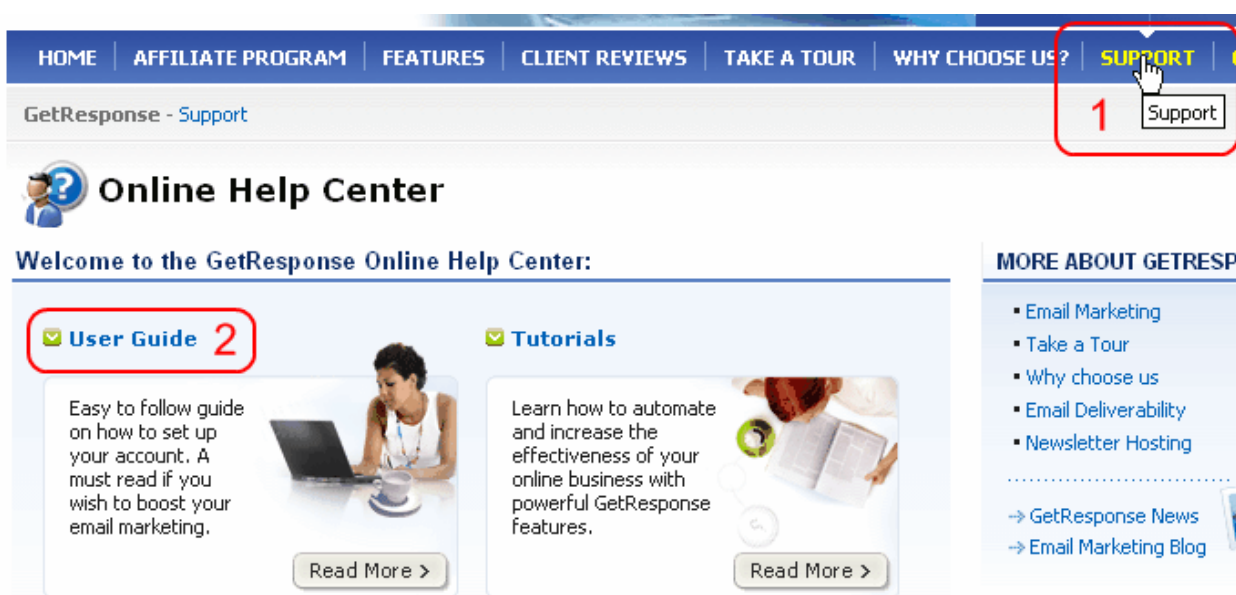 HOME AFFILIATE PROGRAM FEATURES CLIENT REVIEWS TAKE A TOUR WHY CHOOSE US? SUPPORT
1
Support
GetResponse - Support
Online Help Center
Welcome to the GetResponse Online Help Center:
User Guide 2
Easy to follow guide
on how to set up
your account. A
must read if you
wish to boost your
email marketing.
Read More >
Tutorials
Learn how to automate
and increase the
effectiveness of your
online business with
powerful GetResponse
features.
Read More >
MORE ABOUT GETRESP
▪ Email Marketing
▪ Take a Tour
▪ Why choose us
▪ Email Deliverability
▪ Newsletter Hosting
GetResponse News
Email Marketing Blog